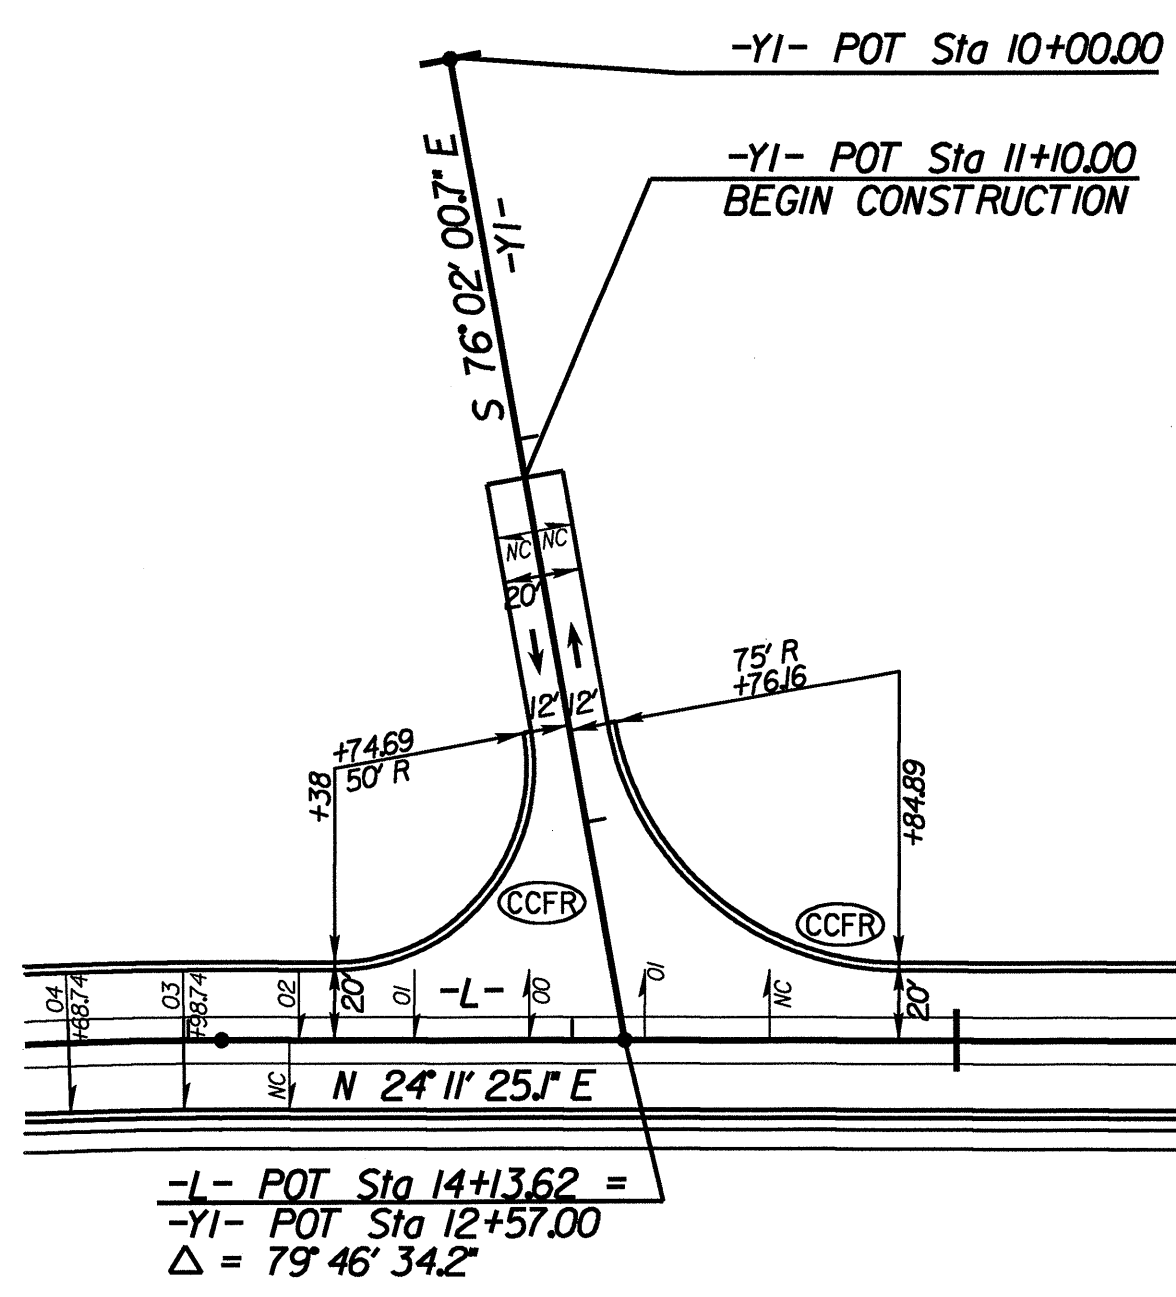 -Y1- POT Sta 10+00.00
-Y1- POT Sta 11+10.00
BEGIN CONSTRUCTION
S 76° 02' 00.7" E
-Y1-
NC NC
20'
75' R
+76.16
12' 12'
+74.69
50' R
+38
+84.89
CCFR
CCFR
04
+68.74
03
+98.74
02
20'
01
-L-
00
01
NC
20'
NC
N 24° 11' 25.1" E
-L- POT Sta 14+13.62 =
-Y1- POT Sta 12+57.00
△ = 79° 46' 34.2"